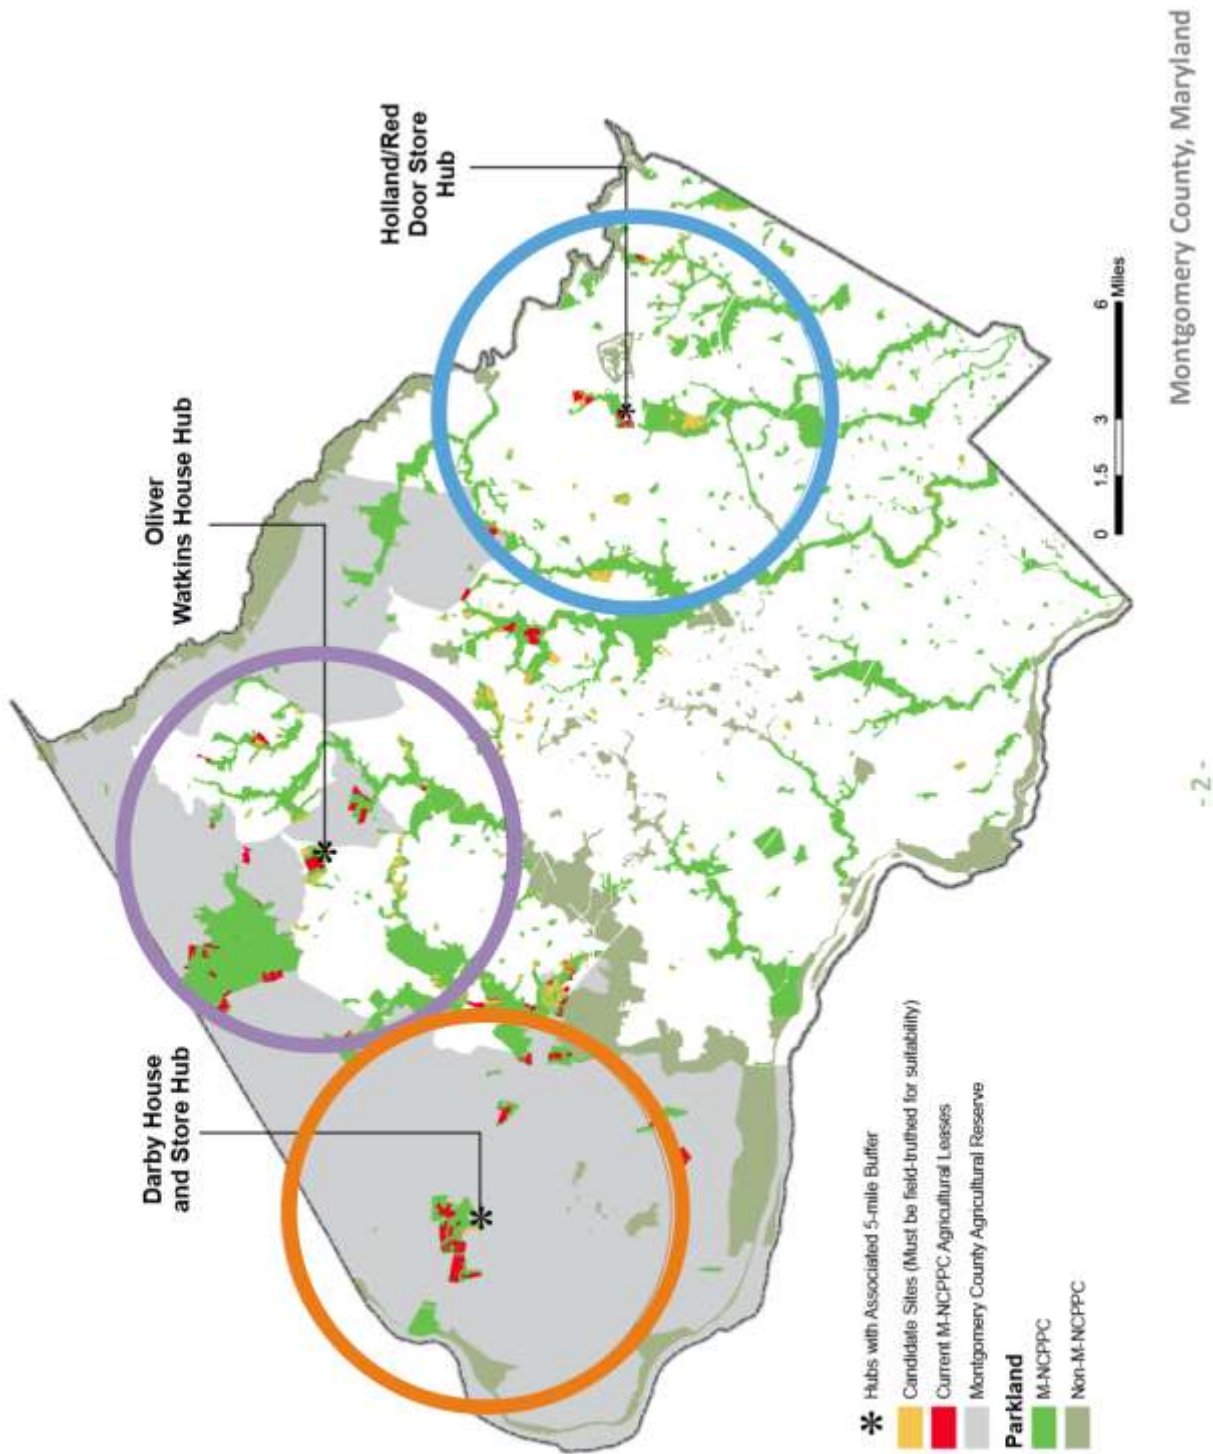 Darby House
and Store Hub
Oliver
Watkins House Hub
Holland/Red
Door Store
Hub
Hubs with Associated 5-mile Buffer
Candidate Sites (Must be field-truthed for suitability)
Current M-NCPPC Agricultural Leases
Montgomery County Agricultural Reserve
Parkland
M-NCPPC
Non-M-NCPPC
0 1.5 3 6
Miles
- 2 -
Montgomery County, Maryland